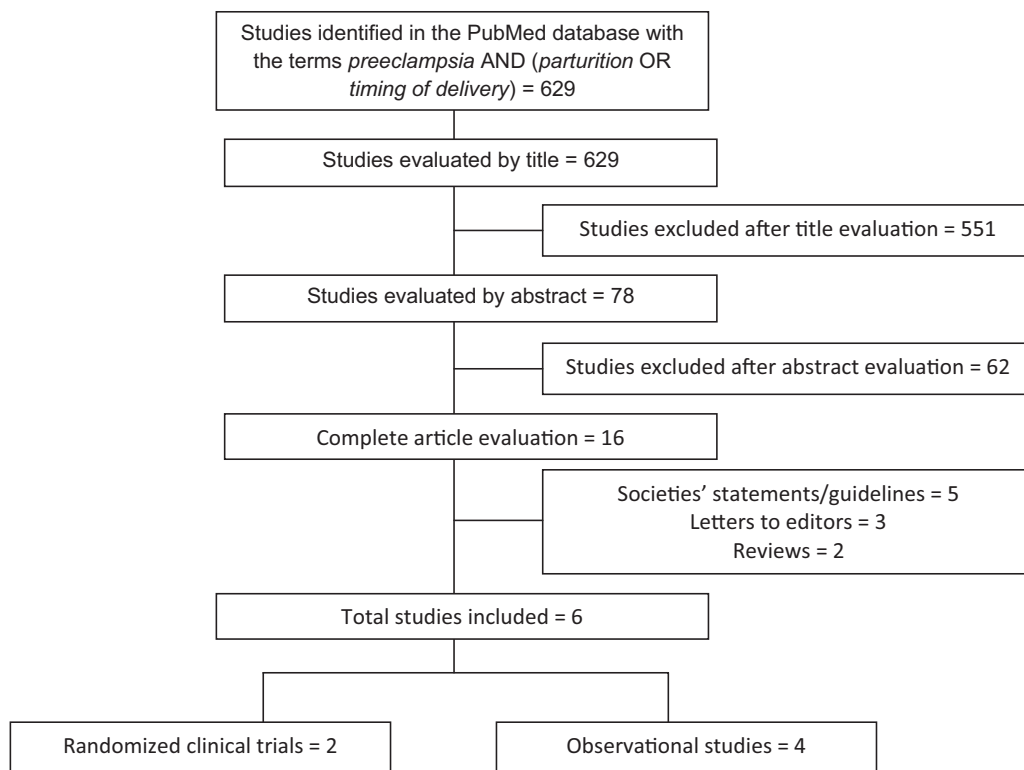 Studies identified in the PubMed database with
the terms preeclampsia AND (parturition OR
timing of delivery) = 629
Studies evaluated by title = 629
Studies excluded after title evaluation = 551
Studies evaluated by abstract = 78
Studies excluded after abstract evaluation = 62
Complete article evaluation = 16
Societies’ statements/guidelines = 5
Letters to editors = 3
Reviews = 2
Total studies included = 6
Randomized clinical trials = 2
Observational studies = 4